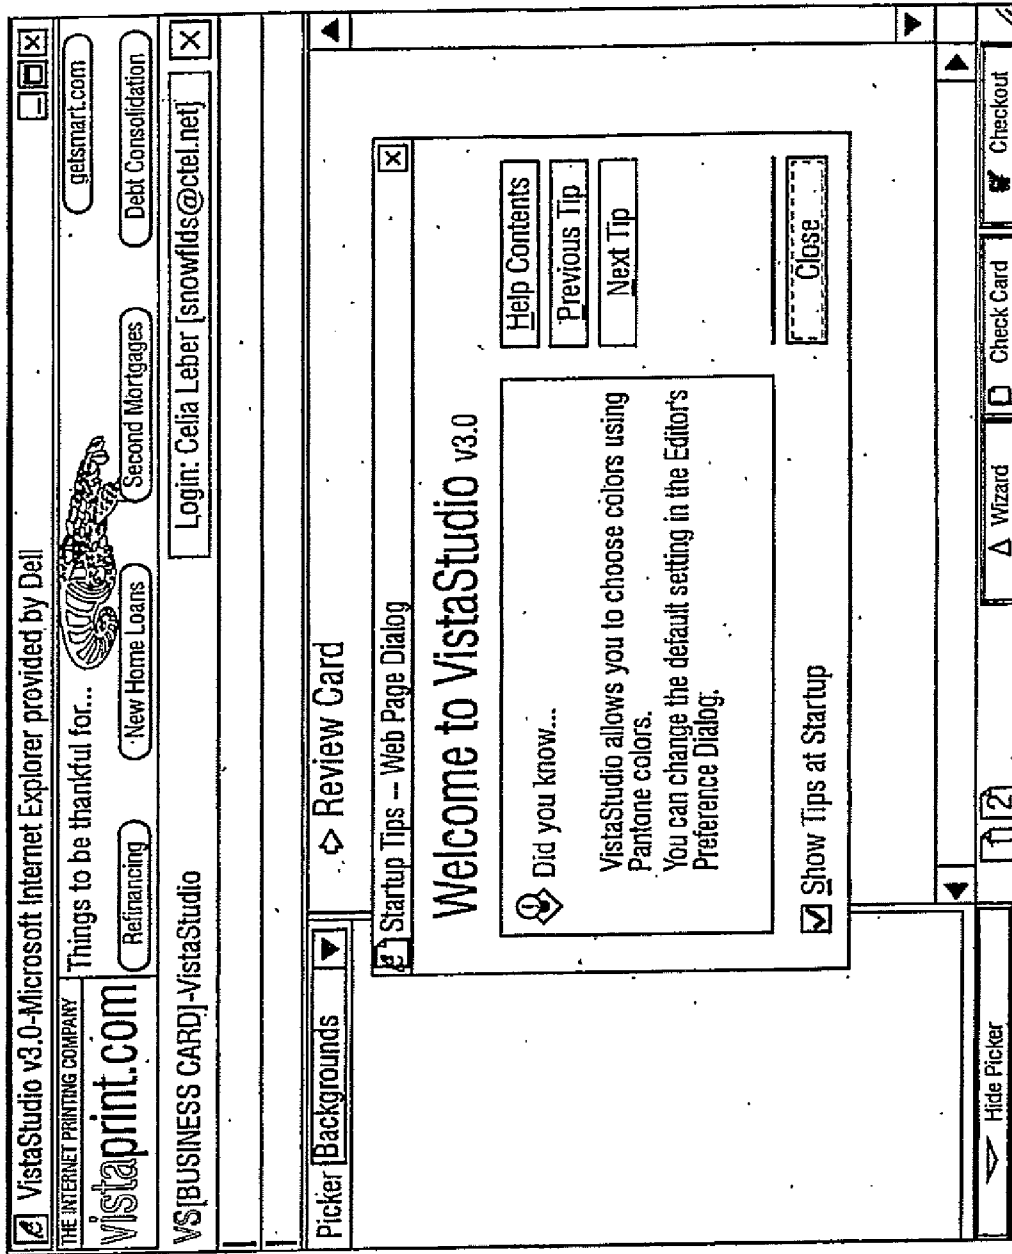 VistaStudio v3.0-Microsoft Internet Explorer provided by Dell
THE INTERNET PRINTING COMPANY
vistaprint.com
Things to be thankful for...
getsmart.com
Refinancing
New Home Loans
Second Mortgages
Debt Consolidation
VS[BUSINESS CARD]-VistaStudio
Login: Celia Leber [snowflds@ctel.net]
Picker Backgrounds
Review Card
Startup Tips -- Web Page Dialog
Welcome to VistaStudio v3.0
Did you know...
VistaStudio allows you to choose colors using
Pantone colors.
You can change the default setting in the Editor's
Preference Dialog.
Help Contents
Previous Tip
Next Tip
Show Tips at Startup
Close
Hide Picker
1 2
Wizard
Check Card
Checkout